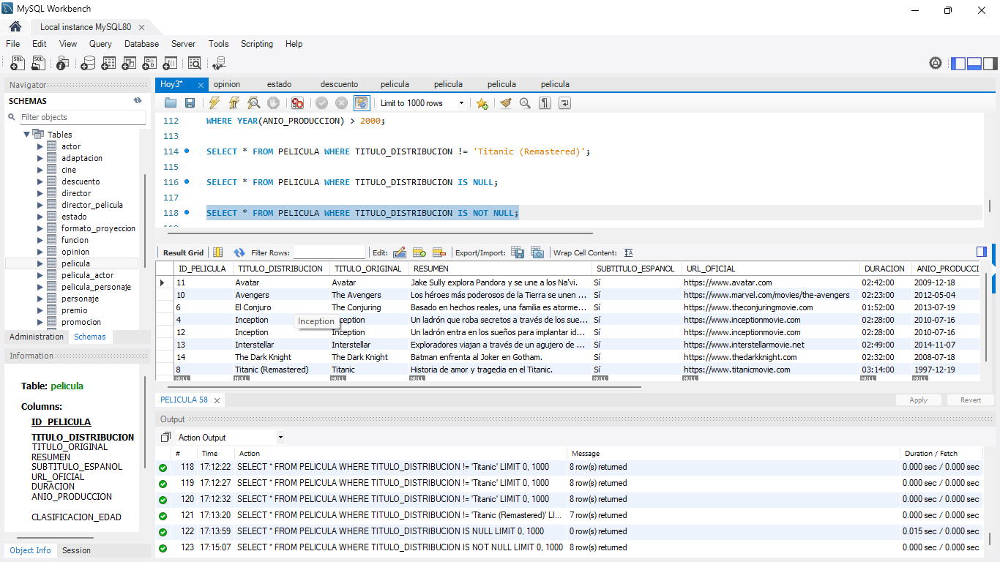 MySQL Workbench
Local instance MySQL80
File Edit View Query Database Server Tools Scripting Help
Navigator
SCHEMAS
Filter objects
Tables
actor
adaptacion
cine
descuento
director
director_pelicula
estado
formato_proyeccion
funcion
opinion
pelicula
pelicula_actor
pelicula_personaje
personaje
premio
promocion
Administration Schemas
Information
Table: pelicula
Columns:
ID_PELICULA
TITULO_DISTRIBUCION
TITULO_ORIGINAL
RESUMEN
SUBTITULO_ESPANOL
URL_OFICIAL
DURACION
ANIO_PRODUCCION
CLASIFICACION_EDAD
Object Info Session
Hoy3* opinion estado descuento pelicula pelicula pelicula pelicula
Limit to 1000 rows
112 WHERE YEAR(ANIO_PRODUCCION) > 2000;
113
114 SELECT * FROM PELICULA WHERE TITULO_DISTRIBUCION != 'Titanic (Remastered)';
115
116 SELECT * FROM PELICULA WHERE TITULO_DISTRIBUCION IS NULL;
117
118 SELECT * FROM PELICULA WHERE TITULO_DISTRIBUCION IS NOT NULL;
Result Grid Filter Rows: Edit: Export/Import: Wrap Cell Content:
ID_PELICULA TITULO_DISTRIBUCION TITULO_ORIGINAL RESUMEN SUBTITULO_ESPANOL URL_OFICIAL DURACION ANIO_PRODUCCI
11 Avatar Avatar Jake Sully explora Pandora y se une a los Na'vi. Sí https://www.avatar.com 02:42:00 2009-12-18
10 Avengers The Avengers Los héroes más poderosos de la Tierra se unen ... Sí https://www.marvel.com/movies/the-avengers 02:23:00 2012-05-04
6 El Conjuro The Conjuring Basado en hechos reales, una familia es atorme... Sí https://www.theconjuringmovie.com 01:52:00 2013-07-19
4 Inception Inception ception Un ladrón que roba secretos a través de los sue... Sí https://www.inceptionmovie.com 02:28:00 2010-07-16
12 Inception Inception Un ladrón entra en los sueños para implantar id... Sí https://www.inceptionmovie.com 02:28:00 2010-07-16
13 Interstellar Interstellar Exploradores viajan a través de un agujero de ... Sí https://www.interstellarmovie.net 02:49:00 2014-11-07
14 The Dark Knight The Dark Knight Batman enfrenta al Joker en Gotham. Sí https://www.thedarkknight.com 02:32:00 2008-07-18
8 Titanic (Remastered) Titanic Historia de amor y tragedia en el Titanic. Sí https://www.titanicmovie.com 03:14:00 1997-12-19
NULL NULL NULL NULL NULL NULL NULL NULL
PELICULA 58 Apply Revert
Output
Action Output
# Time Action Message Duration / Fetch
118 17:12:22 SELECT * FROM PELICULA WHERE TITULO_DISTRIBUCION != 'Titanic' LIMIT 0, 1000 8 row(s) returned 0.000 sec / 0.000 sec
119 17:12:27 SELECT * FROM PELICULA WHERE TITULO_DISTRIBUCION != 'Titanic' LIMIT 0, 1000 8 row(s) returned 0.000 sec / 0.000 sec
120 17:12:32 SELECT * FROM PELICULA WHERE TITULO_DISTRIBUCION != 'Titanic' LIMIT 0, 1000 8 row(s) returned 0.000 sec / 0.000 sec
121 17:13:20 SELECT * FROM PELICULA WHERE TITULO_DISTRIBUCION != 'Titanic (Remastered)' LI... 7 row(s) returned 0.000 sec / 0.000 sec
122 17:13:59 SELECT * FROM PELICULA WHERE TITULO_DISTRIBUCION IS NULL LIMIT 0, 1000 0 row(s) returned 0.015 sec / 0.000 sec
123 17:15:07 SELECT * FROM PELICULA WHERE TITULO_DISTRIBUCION IS NOT NULL LIMIT 0, 1000 8 row(s) returned 0.000 sec / 0.000 sec